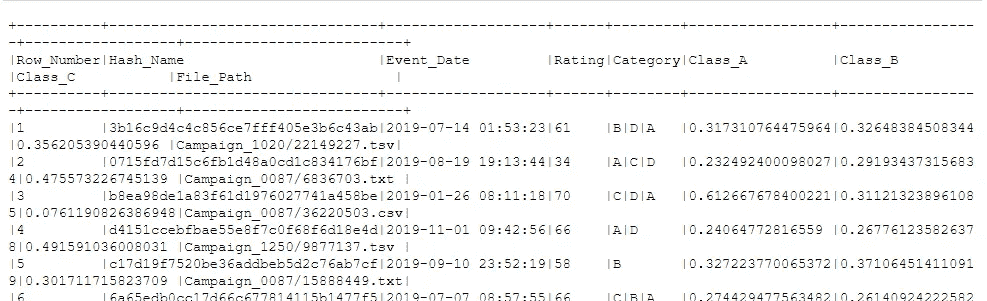 +----------+--------------------------------+-------------------+------+--------+-----------------+----------------
-+------------------+--------------------------+
|Row_Number|Hash_Name                       |Event_Date         |Rating|Category|Class_A          |Class_B
|Class_C           |File_Path                 |
+----------+--------------------------------+-------------------+------+--------+-----------------+----------------
-+------------------+--------------------------+
|1         |3b16c9d4c4c856ce7fff405e3b6c43ab|2019-07-14 01:53:23|61    |B|D|A   |0.317310764475964|0.32648384508344
|0.356205390440596 |Campaign_1020/22149227.tsv|
|2         |0715fd7d15c6fb1d48a0cd1c834176bf|2019-08-19 19:13:44|34    |A|C|D   |0.232492400098027|0.29193437315683
4|0.475573226745139 |Campaign_0087/6836703.txt |
|3         |b8ea98de1a83f61d1976027741a458be|2019-01-26 08:11:18|70    |C|D|A   |0.612667678400221|0.31121323896108
5|0.0761190826386948|Campaign_0087/36220503.csv|
|4         |d4151ccebfbae55e8f7c0f68f6d18e4d|2019-11-01 09:42:56|66    |A|D     |0.24064772816559 |0.26776123582637
8|0.491591036008031 |Campaign_1250/9877137.tsv |
|5         |c17d19f7520be36addbeb5d2c76ab7cf|2019-09-10 23:52:19|58    |B       |0.327223770065372|0.37106451411091
9|0.301711715823709 |Campaign_0087/15888449.txt|
|6         |6a65edb0cc17d66c677814115b1477f5|2019-07-07 08:57:55|66    |C|B|A   |0.274429477563482|0.26140924222582